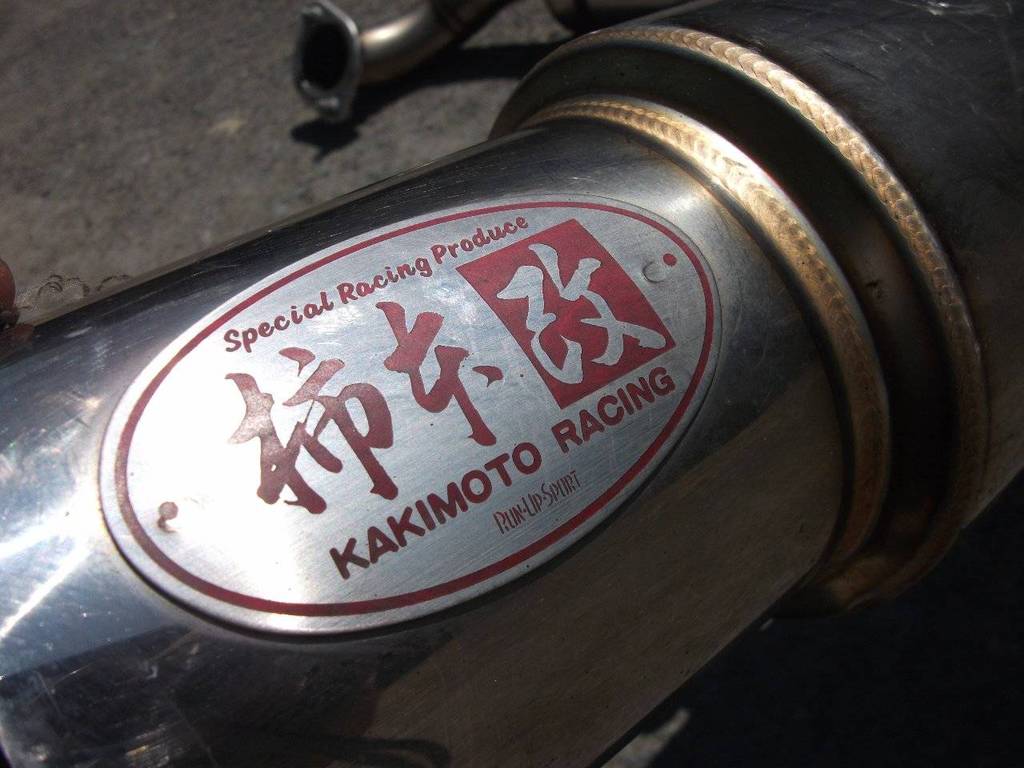 Special Racing Produce
柿本改
KAKIMOTO RACING
RUN-UP-SPORT